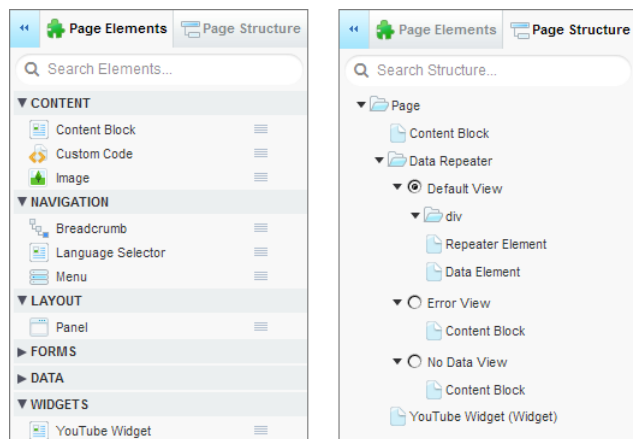 Page Elements
Page Structure
Search Elements...
CONTENT
Content Block
Custom Code
Image
NAVIGATION
Breadcrumb
Language Selector
Menu
LAYOUT
Panel
FORMS
DATA
WIDGETS
YouTube Widget
Page Elements
Page Structure
Search Structure...
Page
Content Block
Data Repeater
Default View
div
Repeater Element
Data Element
Error View
Content Block
No Data View
Content Block
YouTube Widget (Widget)